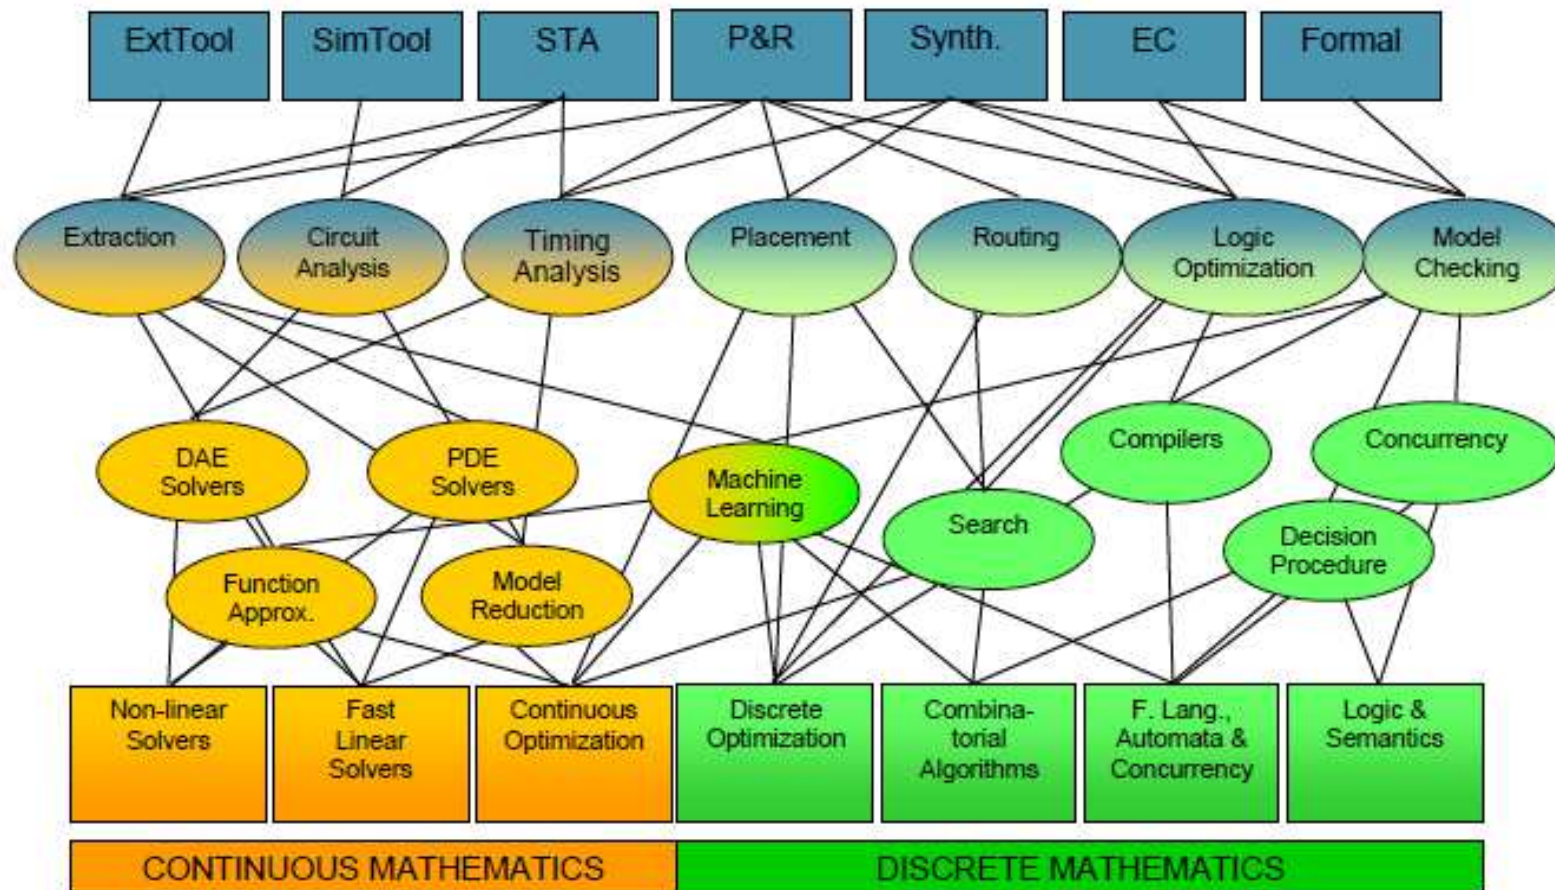 ExtTool
SimTool
STA
P&R
Synth.
EC
Formal
Extraction
Circuit
Analysis
Timing
Analysis
Placement
Routing
Logic
Optimization
Model
Checking
DAE
Solvers
PDE
Solvers
Machine
Learning
Search
Compilers
Concurrency
Function
Approx.
Model
Reduction
Decision
Procedure
Non-linear
Solvers
Fast
Linear
Solvers
Continuous
Optimization
Discrete
Optimization
Combina-
torial
Algorithms
F. Lang.,
Automata &
Concurrency
Logic &
Semantics
CONTINUOUS MATHEMATICS
DISCRETE MATHEMATICS